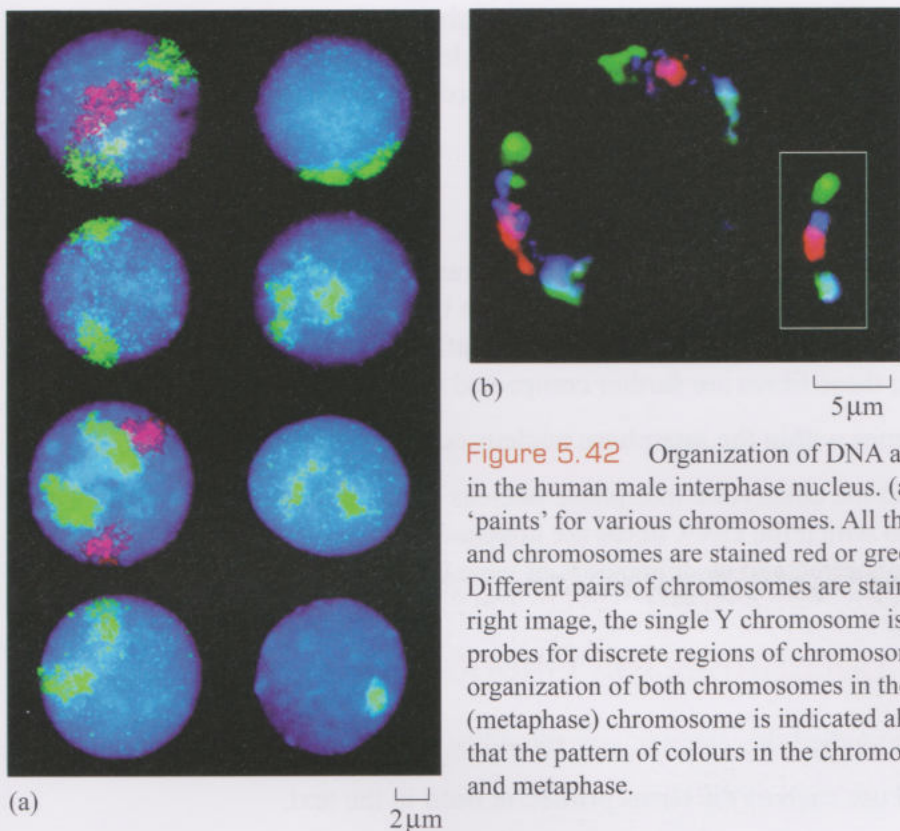 (a)
2 µm
(b)
5 µm
Figure 5.42 Organization of DNA a
in the human male interphase nucleus. (a
'paints' for various chromosomes. All th
and chromosomes are stained red or gree
Different pairs of chromosomes are stain
right image, the single Y chromosome is
probes for discrete regions of chromosom
organization of both chromosomes in the
(metaphase) chromosome is indicated al
that the pattern of colours in the chromo
and metaphase.